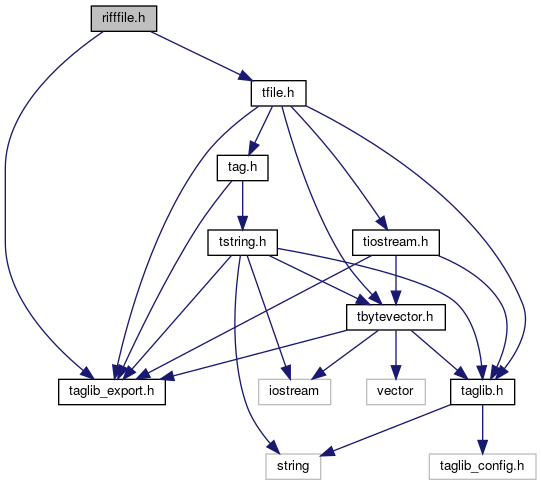 rifffile.h
tfile.h
tag.h
tstring.h
tiostream.h
tbytevector.h
taglib_export.h
iostream
vector
taglib.h
string
taglib_config.h